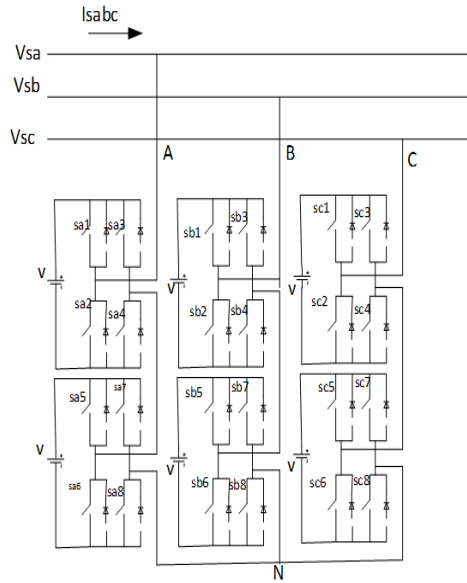 Isabc
Vsa
Vsb
Vsc
A B C
sa1 sa3 sb1 sb3 sc1 sc3
V V V
sa2 sa4 sb2 sb4 sc2 sc4
sa5 sa7 sb5 sb7 sc5 sc7
V V V
sa6 sa8 sb6 sb8 sc6 sc8
N